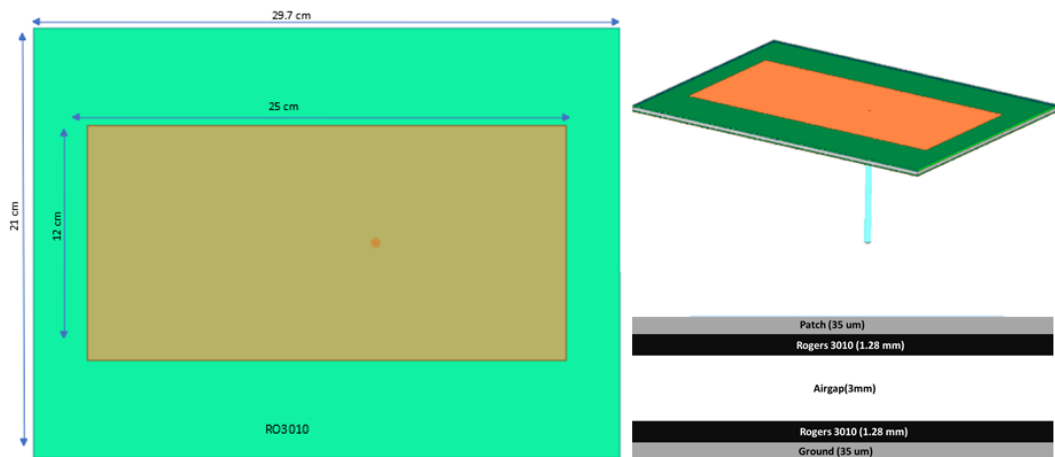 29.7 cm
25 cm
21 cm
12 cm
RO3010
Patch (35 um)
Rogers 3010 (1.28 mm)
Airgap(3mm)
Rogers 3010 (1.28 mm)
Ground (35 um)